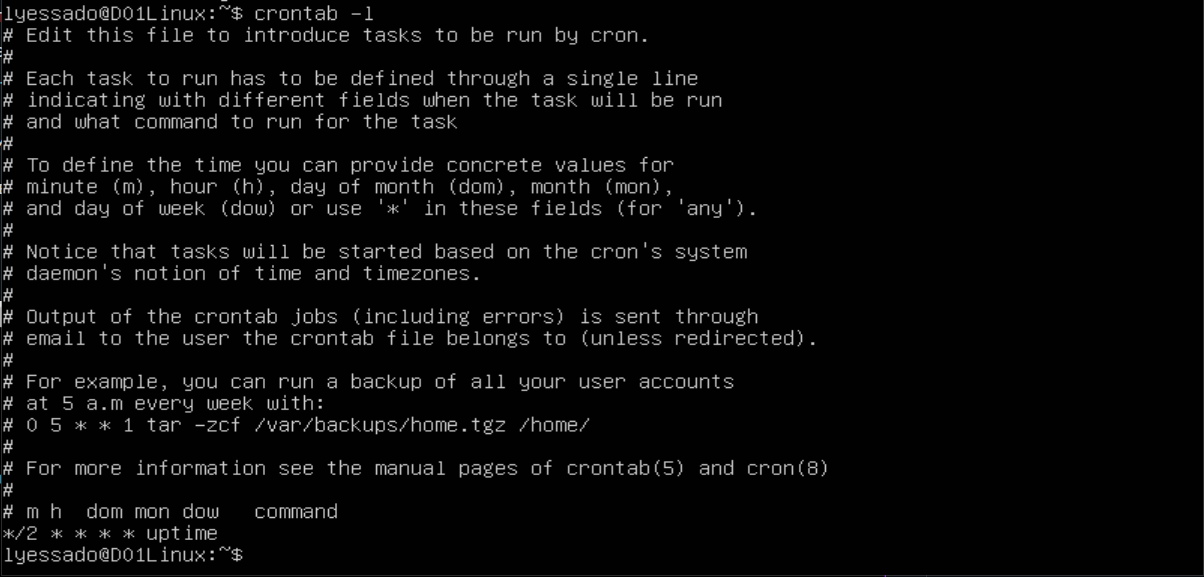 lyessado@DO1Linux:~$ crontab -l
# Edit this file to introduce tasks to be run by cron.
#
# Each task to run has to be defined through a single line
# indicating with different fields when the task will be run
# and what command to run for the task
#
# To define the time you can provide concrete values for
# minute (m), hour (h), day of month (dom), month (mon),
# and day of week (dow) or use '*' in these fields (for 'any').
#
# Notice that tasks will be started based on the cron's system
# daemon's notion of time and timezones.
#
# Output of the crontab jobs (including errors) is sent through
# email to the user the crontab file belongs to (unless redirected).
#
# For example, you can run a backup of all your user accounts
# at 5 a.m every week with:
# 0 5 * * 1 tar -zcf /var/backups/home.tgz /home/
#
# For more information see the manual pages of crontab(5) and cron(8)
#
# m h  dom mon dow   command
*/2 * * * * uptime
lyessado@DO1Linux:~$